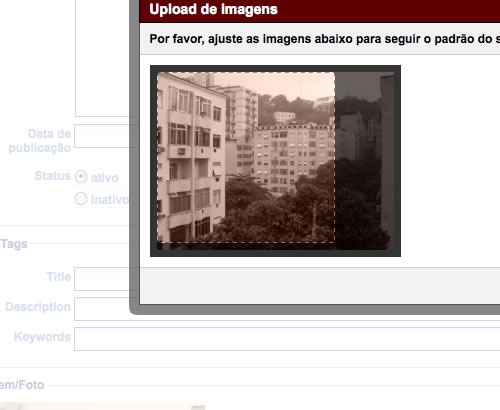 Upload de Imagens
Por favor, ajuste as imagens abaixo para seguir o padrão do s
Data de
publicação
Status
ativo
inativo
Tags
Title
Description
Keywords
em/Foto